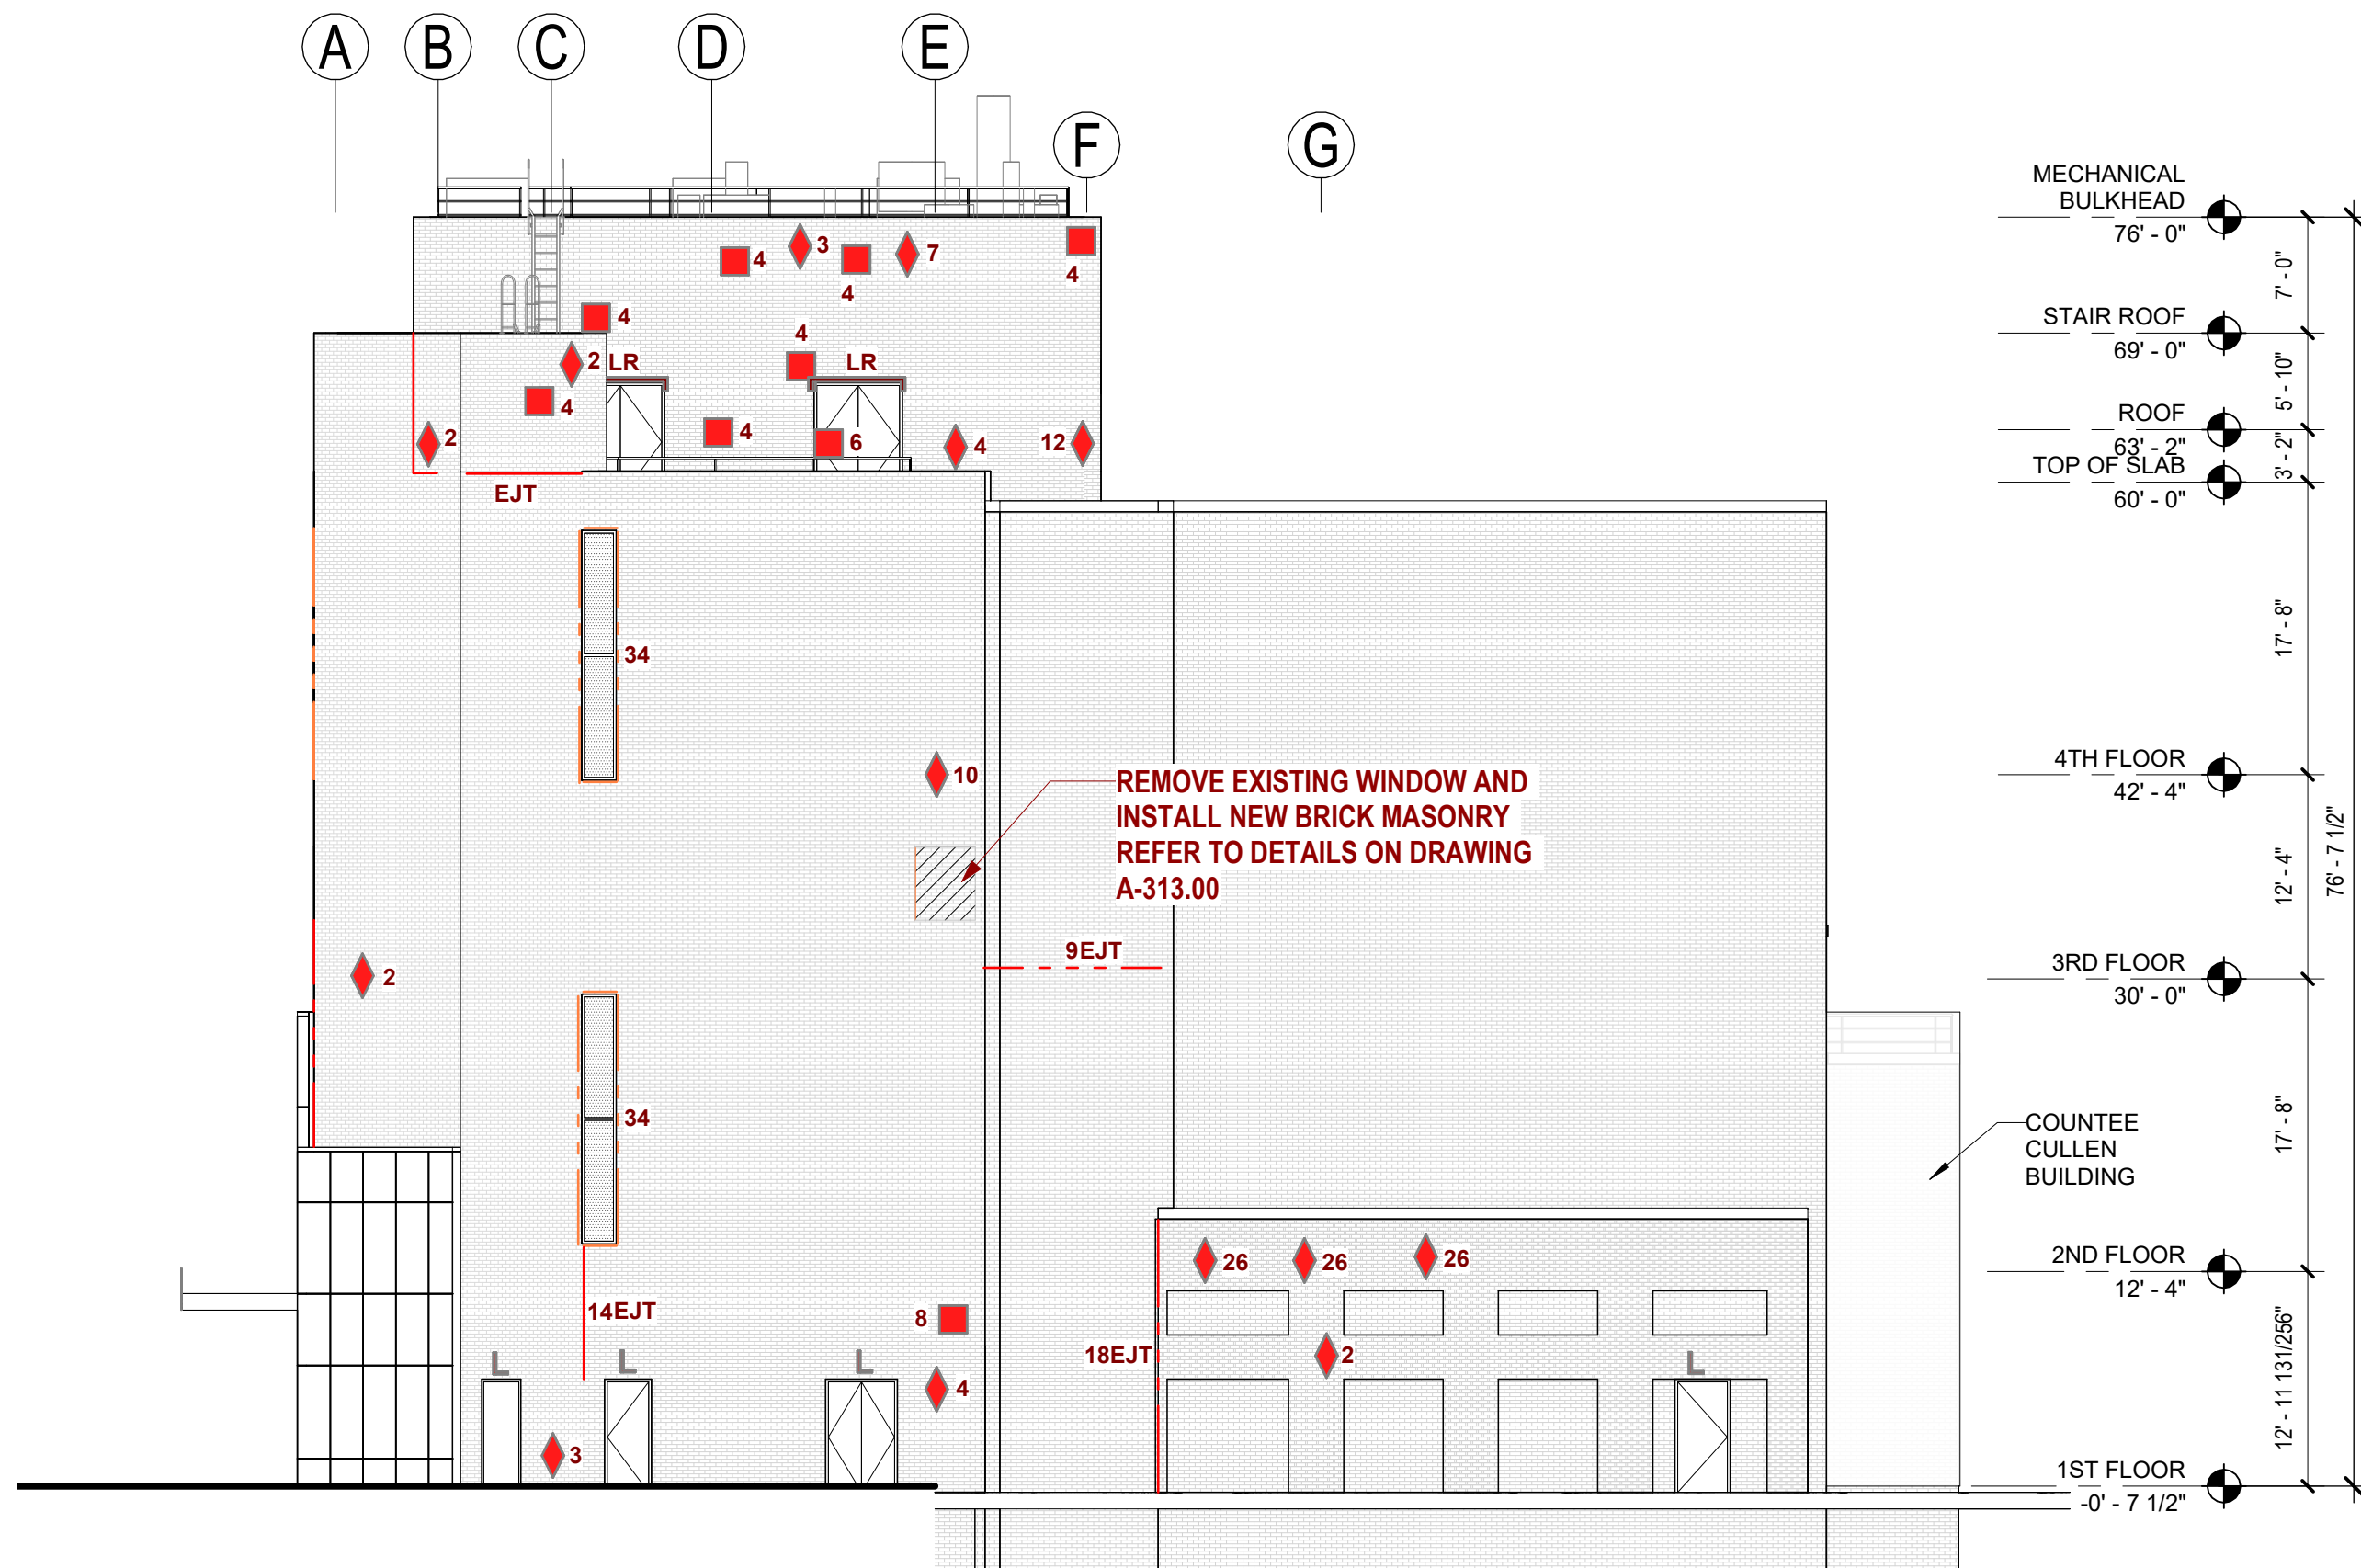 A
B
C
D
E
F
G
MECHANICAL
BULKHEAD
76' - 0"
7' - 0"
STAIR ROOF
69' - 0"
5' - 10"
ROOF
63' - 2"
3' - 2"
TOP OF SLAB
60' - 0"
17' - 8"
4TH FLOOR
42' - 4"
12' - 4"
76' - 7 1/2"
3RD FLOOR
30' - 0"
17' - 8"
2ND FLOOR
12' - 4"
12' - 11 131/256"
1ST FLOOR
-0' - 7 1/2"
4
3
4
7
4
4
4
2
LR
LR
4
2
4
6
4
12
EJT
34
10
REMOVE EXISTING WINDOW AND
INSTALL NEW BRICK MASONRY
REFER TO DETAILS ON DRAWING
A-313.00
9EJT
2
34
COUNTEE
CULLEN
BUILDING
26
26
26
14EJT
8
18EJT
2
L
L
L
L
4
3